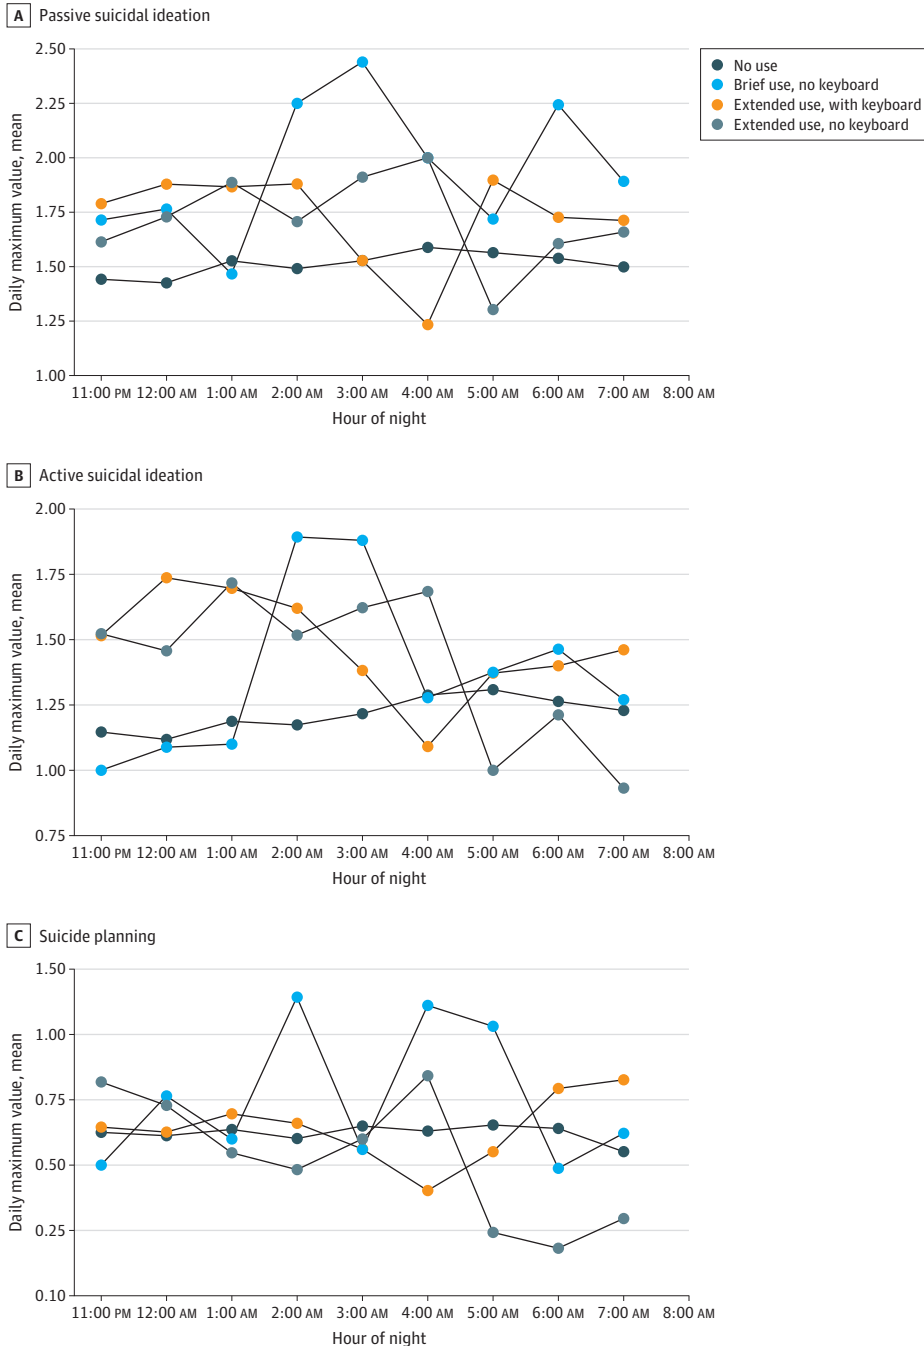 A Passive suicidal ideation
2.50
2.25
2.00
1.75
1.50
1.25
1.00
Daily maximum value, mean
11:00 PM 12:00 AM 1:00 AM 2:00 AM 3:00 AM 4:00 AM 5:00 AM 6:00 AM 7:00 AM 8:00 AM
Hour of night
No use
Brief use, no keyboard
Extended use, with keyboard
Extended use, no keyboard
B Active suicidal ideation
2.00
1.75
1.50
1.25
1.00
0.75
Daily maximum value, mean
11:00 PM 12:00 AM 1:00 AM 2:00 AM 3:00 AM 4:00 AM 5:00 AM 6:00 AM 7:00 AM 8:00 AM
Hour of night
C Suicide planning
1.50
1.00
0.75
0.50
0.25
0.10
Daily maximum value, mean
11:00 PM 12:00 AM 1:00 AM 2:00 AM 3:00 AM 4:00 AM 5:00 AM 6:00 AM 7:00 AM 8:00 AM
Hour of night